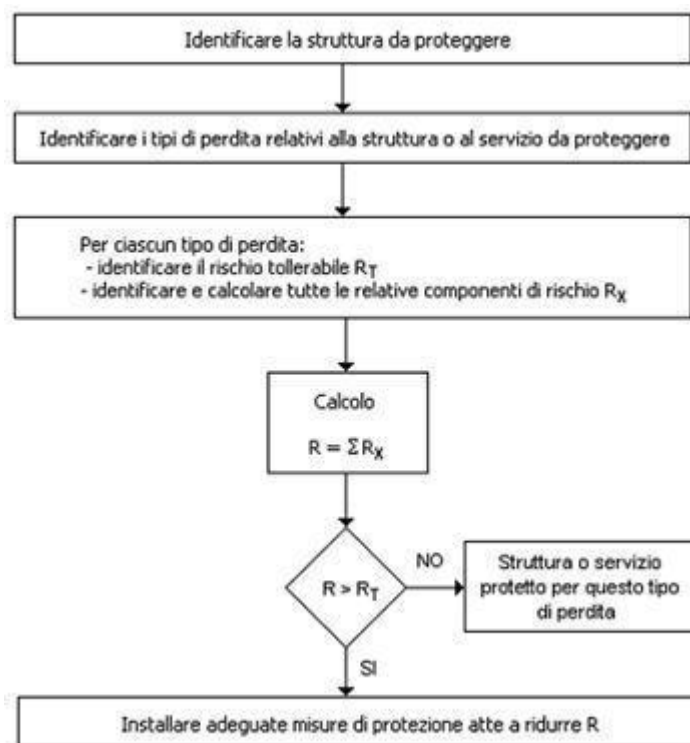 Identificare la struttura da proteggere
Identificare i tipi di perdita relativi alla struttura o al servizio da proteggere
Per ciascun tipo di perdita:
- identificare il rischio tollerabile RT
- identificare e calcolare tutte le relative componenti di rischio RX
Calcolo
R = ΣRX
R > RT
NO
Struttura o servizio
protetto per questo tipo
di perdita
SI
Installare adeguate misure di protezione atte a ridurre R